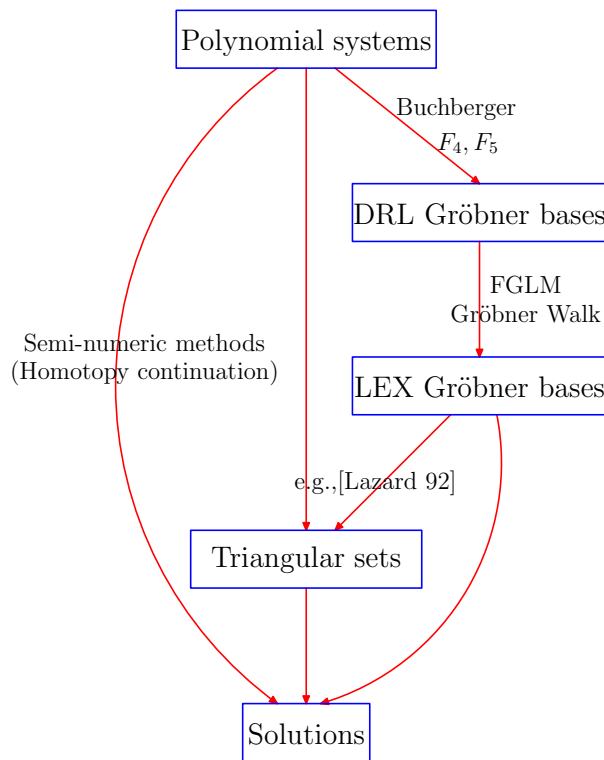 Polynomial systems
Buchberger
F₄, F₅
DRL Gröbner bases
FGLM
Gröbner Walk
Semi-numeric methods
(Homotopy continuation)
LEX Gröbner bases
e.g.,[Lazard 92]
Triangular sets
Solutions